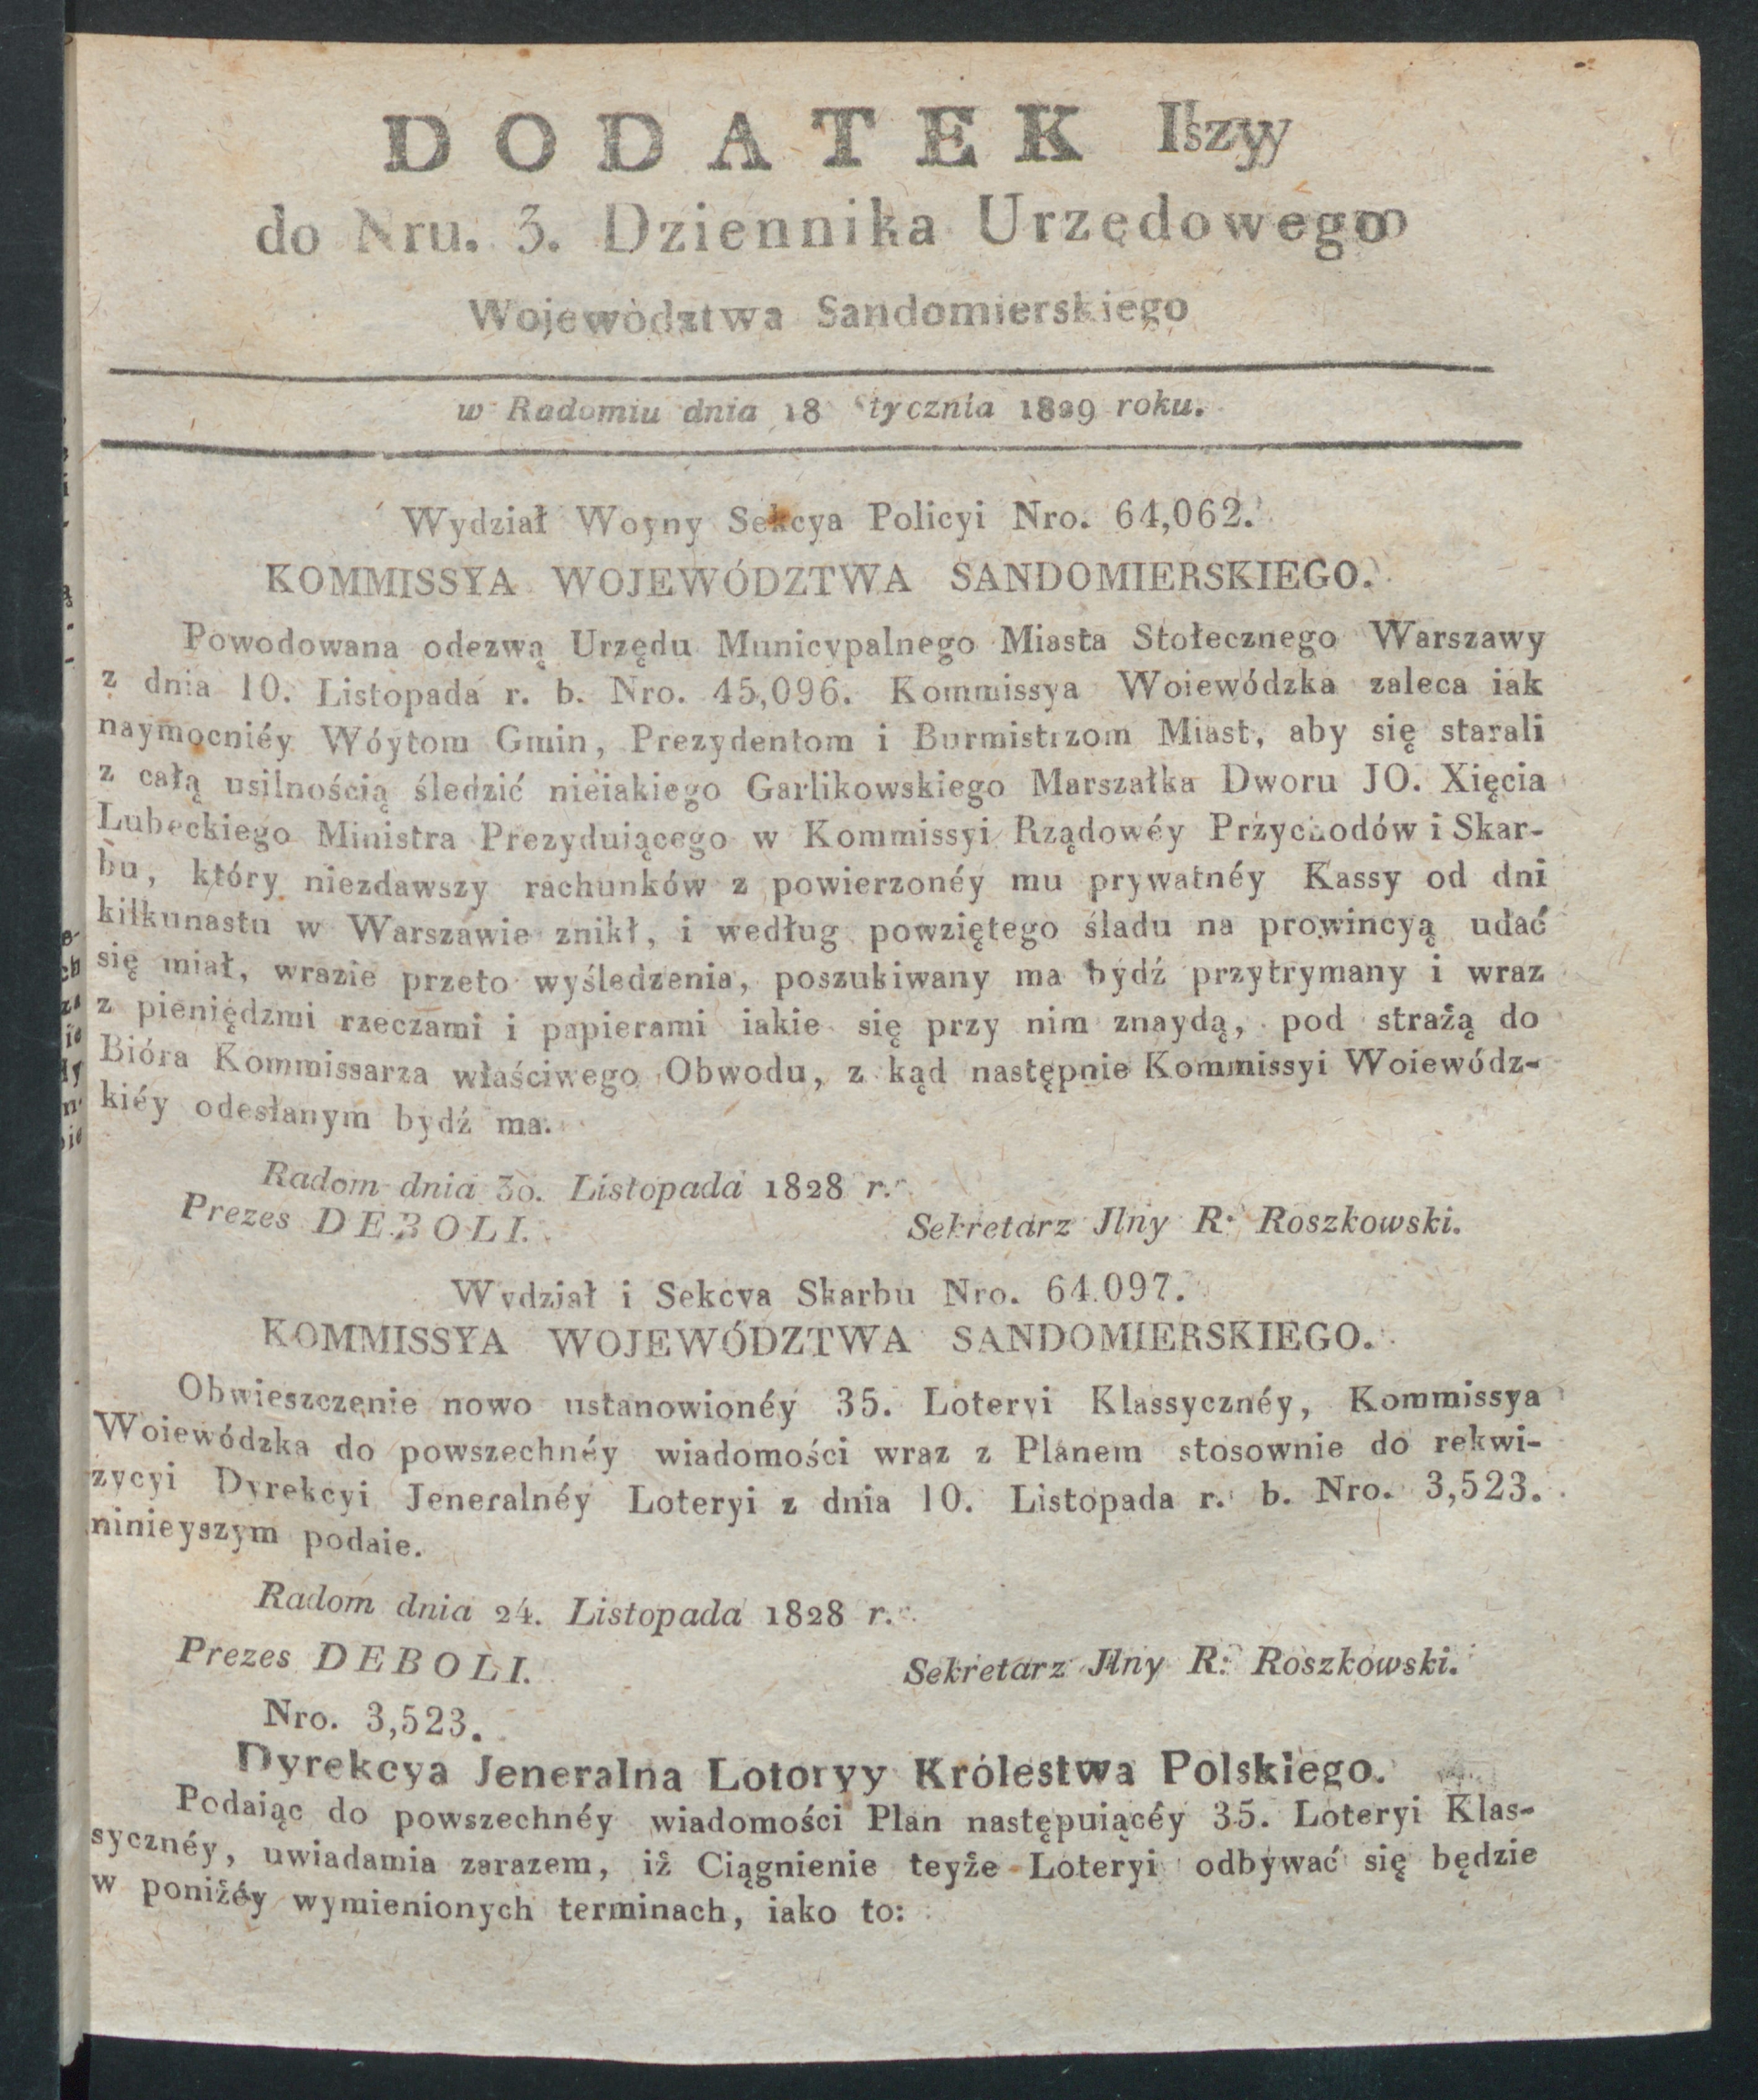 DODATEK Iszy
do Nru. 3. Dziennika Urzędowego
Województwa Sandomierskiego
w Radomiu dnia 18 Stycznia 1829 roku.
Wydział Woyny Sekcya Policyi Nro. 64,062.
KOMMISSYA WOJEWÓDZTWA SANDOMIERSKIEGO.
Powodowana odezwą Urzędu Municypalnego Miasta Stołecznego Warszawy
z dnia 10. Listopada r. b. Nro. 45,096. Kommissya Woiewódzka zaleca iak
naymocniéy Wóytom Gmin, Prezydentom i Burmistrzom Miast, aby się starali
z całą usilnością śledzić nieiakiego Garlikowskiego Marszałka Dworu JO. Xięcia
Lubeckiego Ministra Prezyduiącego w Kommissyi Rządowéy Przychodów i Skar-
bu, który niezdawszy rachunków z powierzonéy mu prywatnéy Kassy od dni
kilkunastu w Warszawie znikł, i według powziętego śladu na prowincyą udać
się miał, wrazie przeto wyśledzenia, poszukiwany ma bydź przytrymany i wraz
z pieniędzmi rzeczami i papierami iakie się przy nim znaydą, pod strażą do
Bióra Kommissarza właściwego Obwodu, z kąd następnie Kommissyi Woiewódz-
kiéy odesłanym bydź ma.
Radom dnia 30. Listopada 1828 r.
Prezes DEBOLI. Sekretarz Jlny R: Roszkowski.
Wydział i Sekcya Skarbu Nro. 64.097.
KOMMISSYA WOJEWÓDZTWA SANDOMIERSKIEGO.
Obwieszczenie nowo ustanowionéy 35. Loteryi Klassycznéy, Kommissya
Woiewódzka do powszechnéy wiadomości wraz z Planem stosownie do rekwi-
zycyi Dyrekcyi Jeneralnéy Loteryi z dnia 10. Listopada r. b. Nro. 3,523.
ninieyszym podaie.
Radom dnia 24. Listopada 1828 r.
Prezes DEBOLI. Sekretarz Jlny R: Roszkowski.
Nro. 3,523.
Dyrekcya Jeneralna Lotoryy Królestwa Polskiego.
Podaiąc do powszechnéy wiadomości Plan następuiącéy 35. Loteryi Klas-
sycznéy, uwiadamia zarazem, iż Ciągnienie teyże Loteryi odbywać się będzie
w poniżéy wymienionych terminach, iako to: